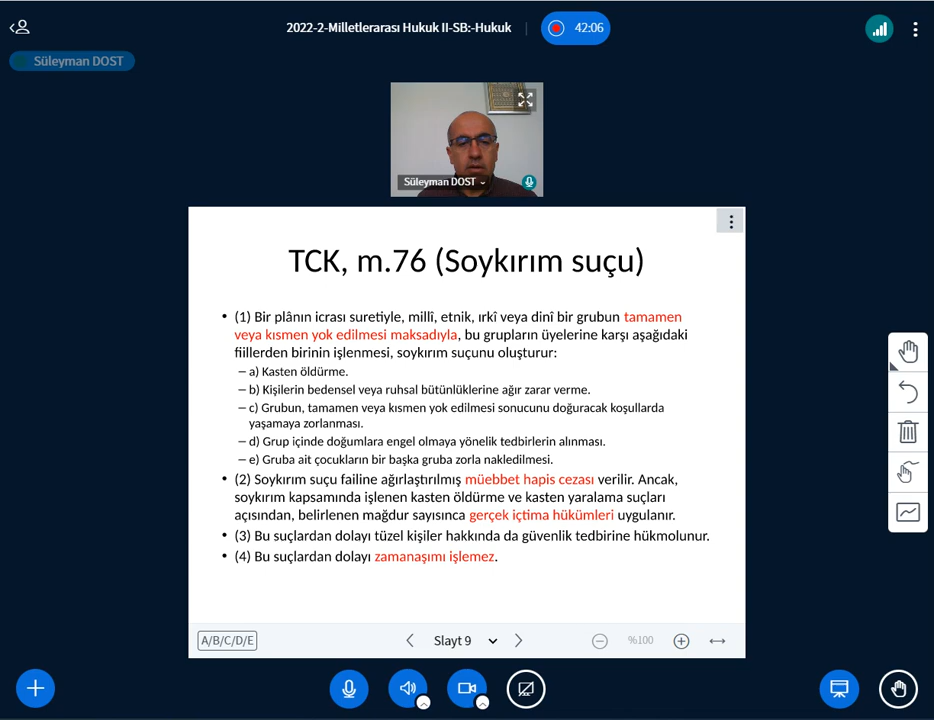 2022-2-Milletlerarası Hukuk II-SB:-Hukuk
42:06
Süleyman DOST
Süleyman DOST
TCK, m.76 (Soykırım suçu)
• (1) Bir plânın icrası suretiyle, millî, etnik, ırkî veya dinî bir grubun tamamen
veya kısmen yok edilmesi maksadıyla, bu grupların üyelerine karşı aşağıdaki
fiillerden birinin işlenmesi, soykırım suçunu oluşturur:
– a) Kasten öldürme.
– b) Kişilerin bedensel veya ruhsal bütünlüklerine ağır zarar verme.
– c) Grubun, tamamen veya kısmen yok edilmesi sonucunu doğuracak koşullarda
yaşamaya zorlanması.
– d) Grup içinde doğumlara engel olmaya yönelik tedbirlerin alınması.
– e) Gruba ait çocukların bir başka gruba zorla nakledilmesi.
• (2) Soykırım suçu failine ağırlaştırılmış müebbet hapis cezası verilir. Ancak,
soykırım kapsamında işlenen kasten öldürme ve kasten yaralama suçları
açısından, belirlenen mağdur sayısınca gerçek içtima hükümleri uygulanır.
• (3) Bu suçlardan dolayı tüzel kişiler hakkında da güvenlik tedbirine hükmolunur.
• (4) Bu suçlardan dolayı zamanaşımı işlemez.
A/B/C/D/E
Slayt 9
%100